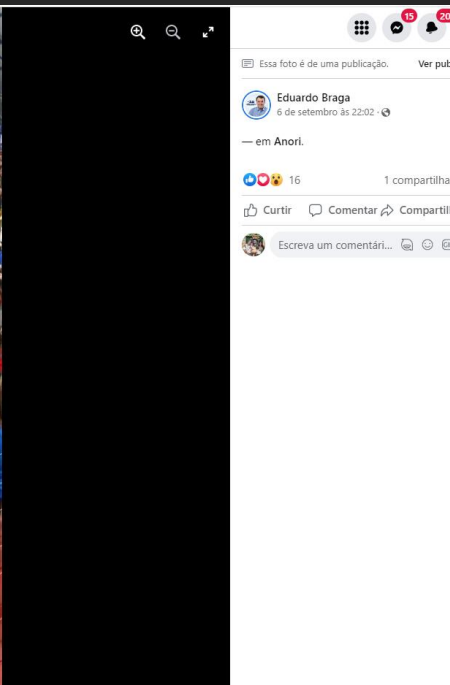 15
20
Essa foto é de uma publicação. Ver pub
Eduardo Braga
6 de setembro às 22:02 ·
— em Anori.
16 1 compartilha
Curtir Comentar Compartil
Escreva um comentári...